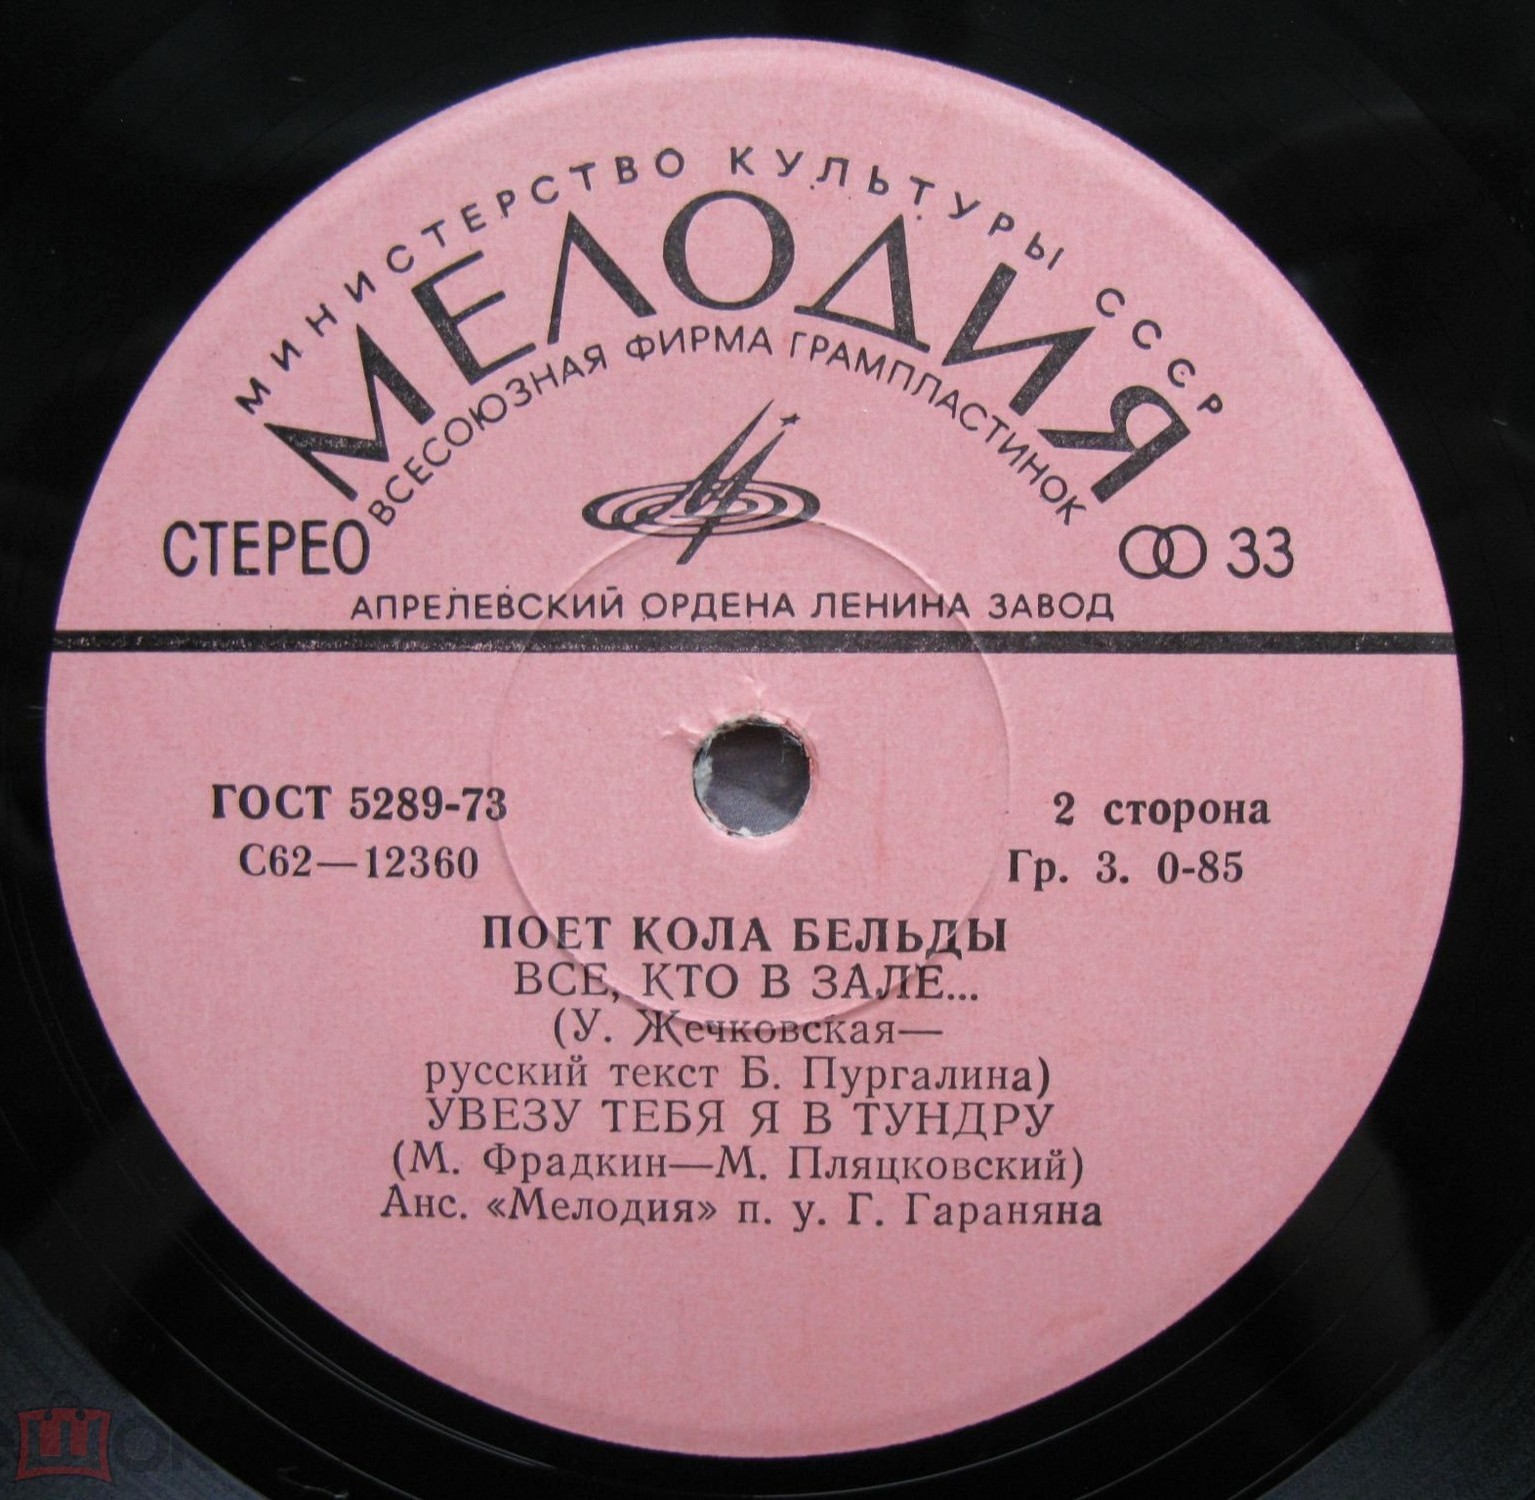 МИНИСТЕРСТВО КУЛЬТУРЫ СССР
МЕЛОДИЯ
ВСЕСОЮЗНАЯ ФИРМА ГРАМПЛАСТИНОК
СТЕРЕО
33
АПРЕЛЕВСКИЙ ОРДЕНА ЛЕНИНА ЗАВОД
ГОСТ 5289-73
2 сторона
С62—12360
Гр. 3. 0-85
ПОЕТ КОЛА БЕЛЬДЫ
ВСЕ, КТО В ЗАЛЕ...
(У. Жечковская—
русский текст Б. Пургалина)
УВЕЗУ ТЕБЯ Я В ТУНДРУ
(М. Фрадкин—М. Пляцковский)
Анс. «Мелодия» п. у. Г. Гараняна